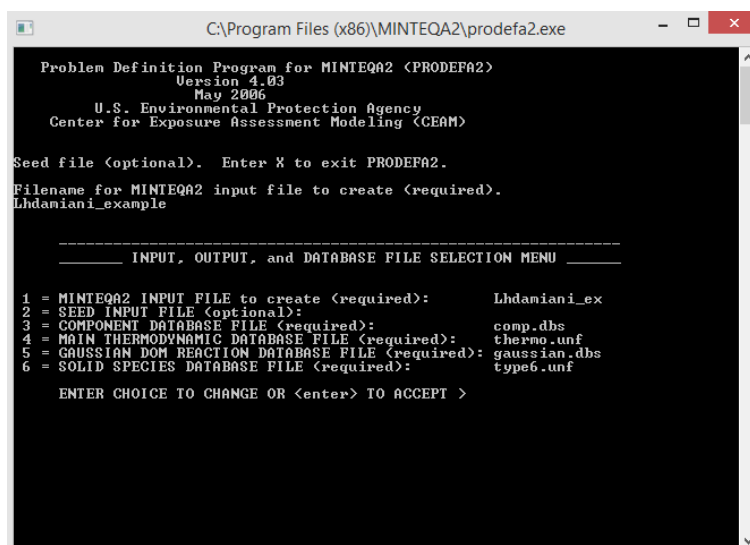 C:\Program Files (x86)\MINTEQA2\prodefa2.exe
Problem Definition Program for MINTEQA2 (PRODEFA2)
Version 4.03
May 2006
U.S. Environmental Protection Agency
Center for Exposure Assessment Modeling (CEAM)
Seed file (optional). Enter X to exit PRODEFA2.
Filename for MINTEQA2 input file to create (required).
Lhdamiani_example
_______ INPUT, OUTPUT, and DATABASE FILE SELECTION MENU ______
1 = MINTEQA2 INPUT FILE to create (required): Lhdamiani_ex
2 = SEED INPUT FILE (optional):
3 = COMPONENT DATABASE FILE (required): comp.dbs
4 = MAIN THERMODYNAMIC DATABASE FILE (required): thermo.unf
5 = GAUSSIAN DOM REACTION DATABASE FILE (required): gaussian.dbs
6 = SOLID SPECIES DATABASE FILE (required): type6.unf
ENTER CHOICE TO CHANGE OR <enter> TO ACCEPT >